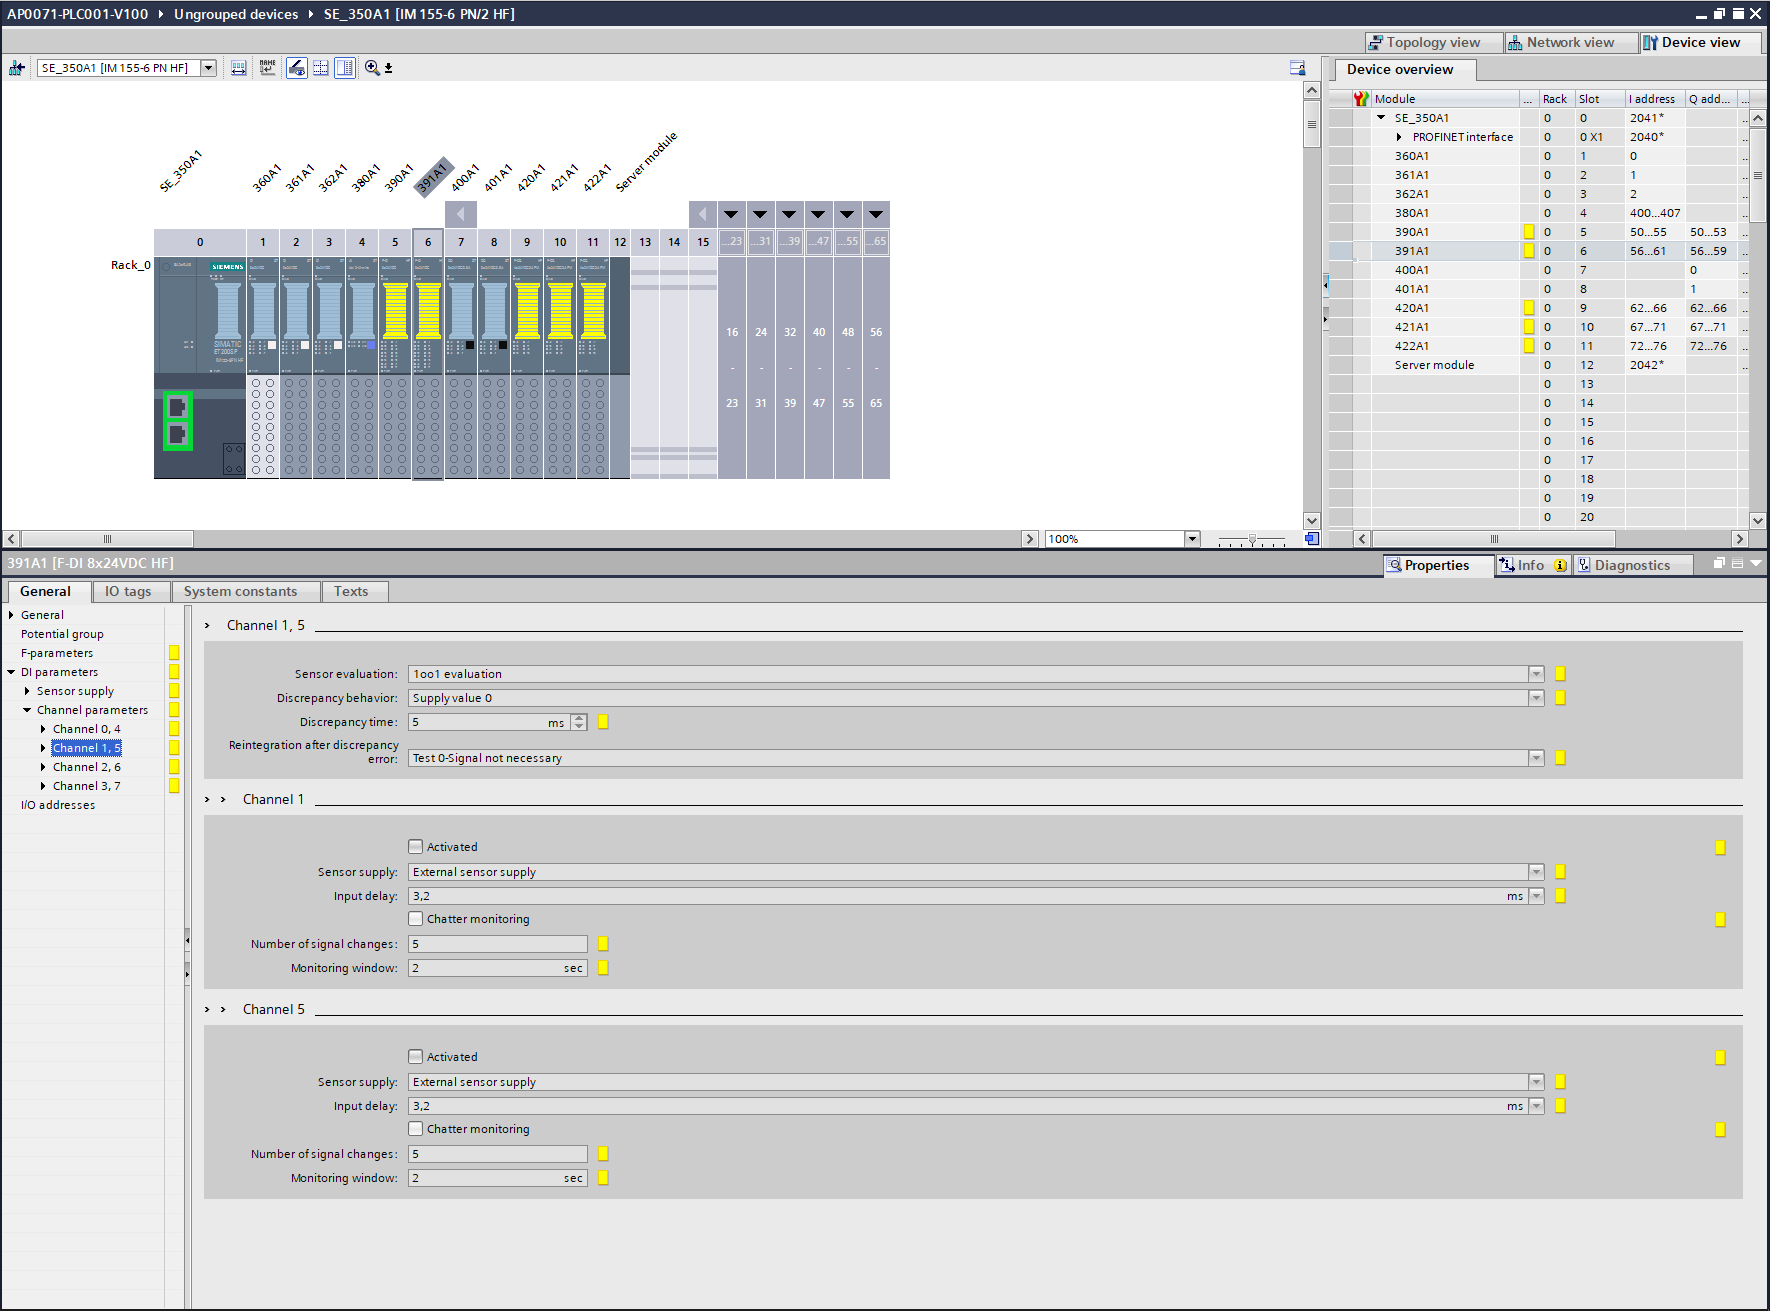 AP0071-PLC001-V100 › Ungrouped devices › SE_350A1 [IM 155-6 PN/2 HF]
Topology view
Network view
Device view
SE_350A1 [IM 155-6 PN HF]
Device overview
SE_350A1
360A1
361A1
362A1
380A1
390A1
391A1
400A1
401A1
420A1
421A1
422A1
Server module
Rack_0
0 1 2 3 4 5 6 7 8 9 10 11 12 13 14 15 ...23 ...31 ...39 ...47 ...55 ...65
SIEMENS
SIMATIC
ET 200SP
16 24 32 40 48 56
- - - - - -
23 31 39 47 55 65
100%
Module ... Rack Slot I address Q add... ...
SE_350A1 0 0 2041*
PROFINET interface 0 0 X1 2040*
360A1 0 1 0
361A1 0 2 1
362A1 0 3 2
380A1 0 4 400...407
390A1 0 5 50...55 50...53
391A1 0 6 56...61 56...59
400A1 0 7 0
401A1 0 8 1
420A1 0 9 62...66 62...66
421A1 0 10 67...71 67...71
422A1 0 11 72...76 72...76
Server module 0 12 2042*
0 13
0 14
0 15
0 16
0 17
0 18
0 19
0 20
391A1 [F-DI 8x24VDC HF]
Properties
Info
Diagnostics
General
IO tags
System constants
Texts
General
Potential group
F-parameters
DI parameters
Sensor supply
Channel parameters
Channel 0, 4
Channel 1, 5
Channel 2, 6
Channel 3, 7
I/O addresses
Channel 1, 5
Sensor evaluation: 1oo1 evaluation
Discrepancy behavior: Supply value 0
Discrepancy time: 5 ms
Reintegration after discrepancy
error: Test 0-Signal not necessary
Channel 1
Activated
Sensor supply: External sensor supply
Input delay: 3,2 ms
Chatter monitoring
Number of signal changes: 5
Monitoring window: 2 sec
Channel 5
Activated
Sensor supply: External sensor supply
Input delay: 3,2 ms
Chatter monitoring
Number of signal changes: 5
Monitoring window: 2 sec